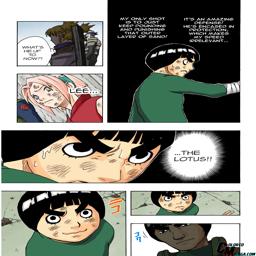 WHAT'S
HE UP TO
NOW?!
MY ONLY SHOT
IS TO JUST
KEEP POUNDING
AND PUNISHING
THAT OUTER
LAYER OF SAND!
IT'S AN AMAZING
DEFENSE!
HE'S ENCASED IN
PROTECTION,
WHICH MAKES
MY SPEED
IRRELEVANT...
LEE...
...THE
LOTUS!!